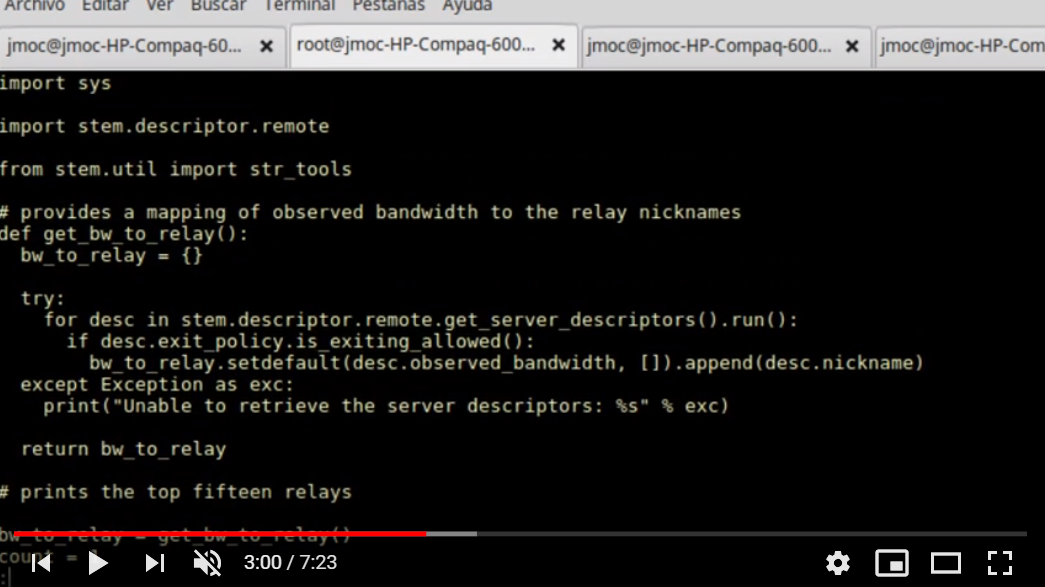 Archivo Editar Ver Buscar Terminal Pestañas Ayuda
jmoc@jmoc-HP-Compaq-60... × root@jmoc-HP-Compaq-600... × jmoc@jmoc-HP-Compaq-600... × jmoc@jmoc-HP-Com
import sys
import stem.descriptor.remote
from stem.util import str_tools
# provides a mapping of observed bandwidth to the relay nicknames
def get_bw_to_relay():
  bw_to_relay = {}
  try:
    for desc in stem.descriptor.remote.get_server_descriptors().run():
      if desc.exit_policy.is_exiting_allowed():
        bw_to_relay.setdefault(desc.observed_bandwidth, []).append(desc.nickname)
  except Exception as exc:
    print("Unable to retrieve the server descriptors: %s" % exc)
  return bw_to_relay
# prints the top fifteen relays
bw_to_relay = get_bw_to_relay()
count =
:
3:00 / 7:23